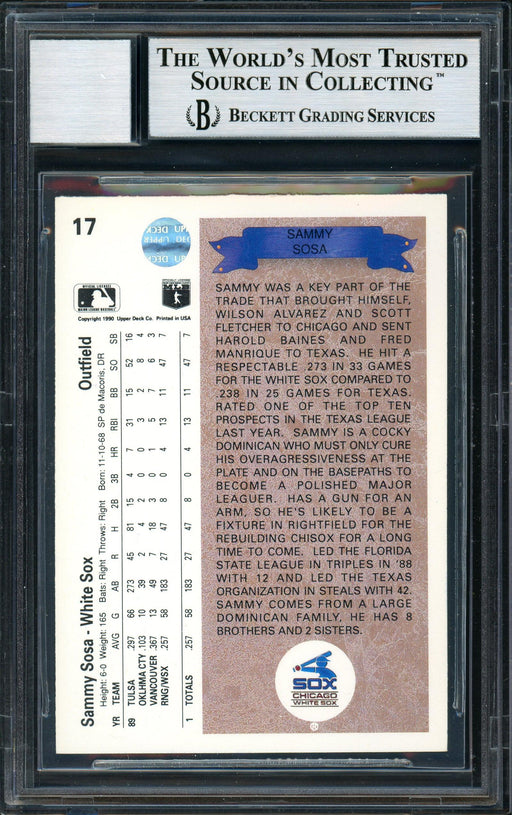 THE WORLD'S MOST TRUSTED
SOURCE IN COLLECTING™
B BECKETT GRADING SERVICES
17
SAMMY
SOSA
SAMMY WAS A KEY PART OF THE
TRADE THAT BROUGHT HIMSELF,
WILSON ALVAREZ AND SCOTT
FLETCHER TO CHICAGO AND SENT
HAROLD BAINES AND FRED
MANRIQUE TO TEXAS. HE HIT A
RESPECTABLE .273 IN 33 GAMES
FOR THE WHITE SOX COMPARED TO
.238 IN 25 GAMES FOR TEXAS.
RATED ONE OF THE TOP TEN
PROSPECTS IN THE TEXAS LEAGUE
LAST YEAR. SAMMY IS A COCKY
DOMINICAN WHO MUST ONLY CURE
HIS OVERAGRESSIVENESS AT THE
PLATE AND ON THE BASEPATHS TO
BECOME A POLISHED MAJOR
LEAGUER. HAS A GUN FOR AN
ARM, SO HE'S LIKELY TO BE A
FIXTURE IN RIGHTFIELD FOR THE
REBUILDING CHISOX FOR A LONG
TIME TO COME. LED THE FLORIDA
STATE LEAGUE IN TRIPLES IN '88
WITH 12 AND LED THE TEXAS
ORGANIZATION IN STEALS WITH 42.
SAMMY COMES FROM A LARGE
DOMINICAN FAMILY, HE HAS 8
BROTHERS AND 2 SISTERS.
SOX
CHICAGO
WHITE SOX
Sammy Sosa - White Sox Outfield
Height: 6-0 Weight: 165 Bats: Right Throws: Right Born: 11-10-68 SP de Macoris, DR
YR TEAM AVG G AB R H 2B 3B HR RBI BB SO SB
89 TULSA .297 66 273 45 81 15 4 7 31 15 52 16
OKLHMA CTY .103 10 39 2 4 2 0 0 3 2 8 4
VANCOUVER .367 13 49 7 18 3 0 1 5 7 6 3
RNG/WSX .257 58 183 27 47 8 0 4 13 11 47 7
1 TOTALS .257 58 183 27 47 8 0 4 13 11 47 7
Copyright 1990 Upper Deck Co. Printed in USA
OFFICIAL LICENSEE
MAJOR LEAGUE BASEBALL
UPPER DECK